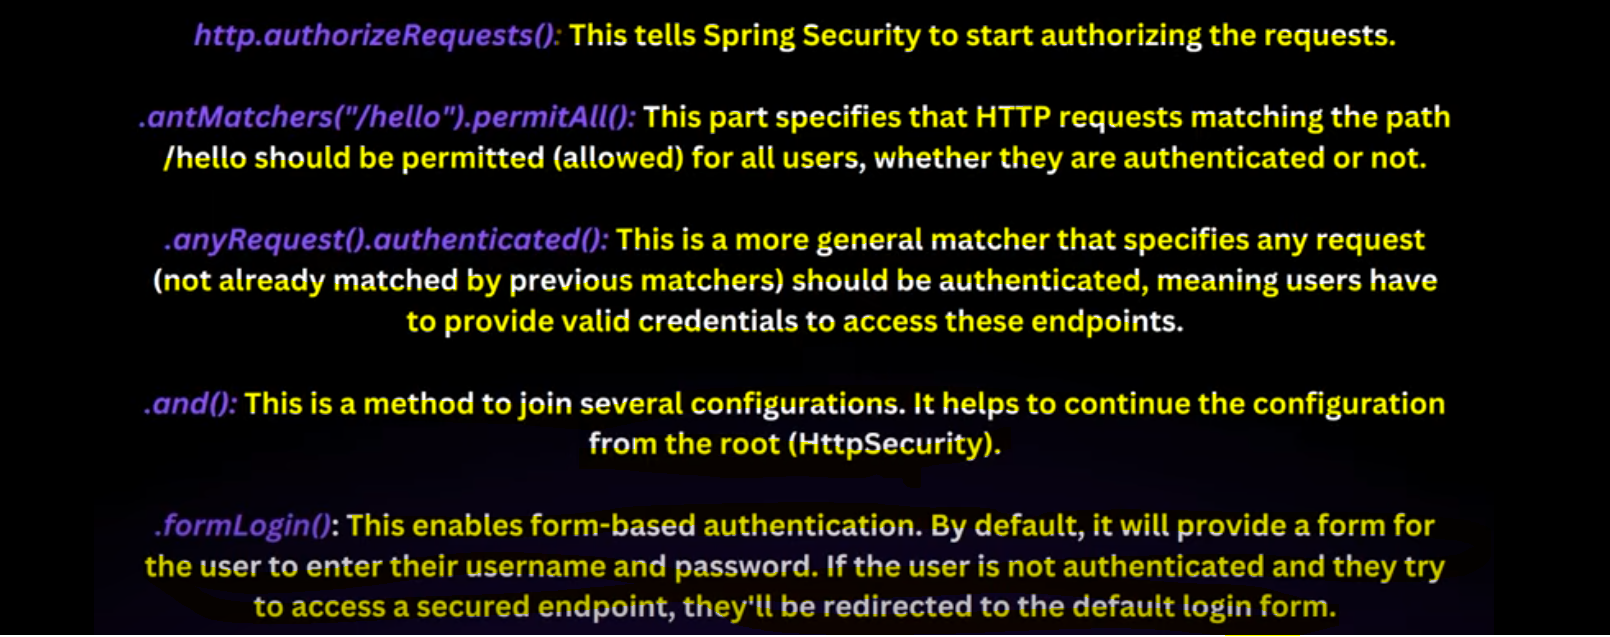 http.authorizeRequests(): This tells Spring Security to start authorizing the requests.
.antMatchers("/hello").permitAll(): This part specifies that HTTP requests matching the path
/hello should be permitted (allowed) for all users, whether they are authenticated or not.
.anyRequest().authenticated(): This is a more general matcher that specifies any request
(not already matched by previous matchers) should be authenticated, meaning users have
to provide valid credentials to access these endpoints.
.and(): This is a method to join several configurations. It helps to continue the configuration
from the root (HttpSecurity).
.formLogin(): This enables form-based authentication. By default, it will provide a form for
the user to enter their username and password. If the user is not authenticated and they try
to access a secured endpoint, they'll be redirected to the default login form.